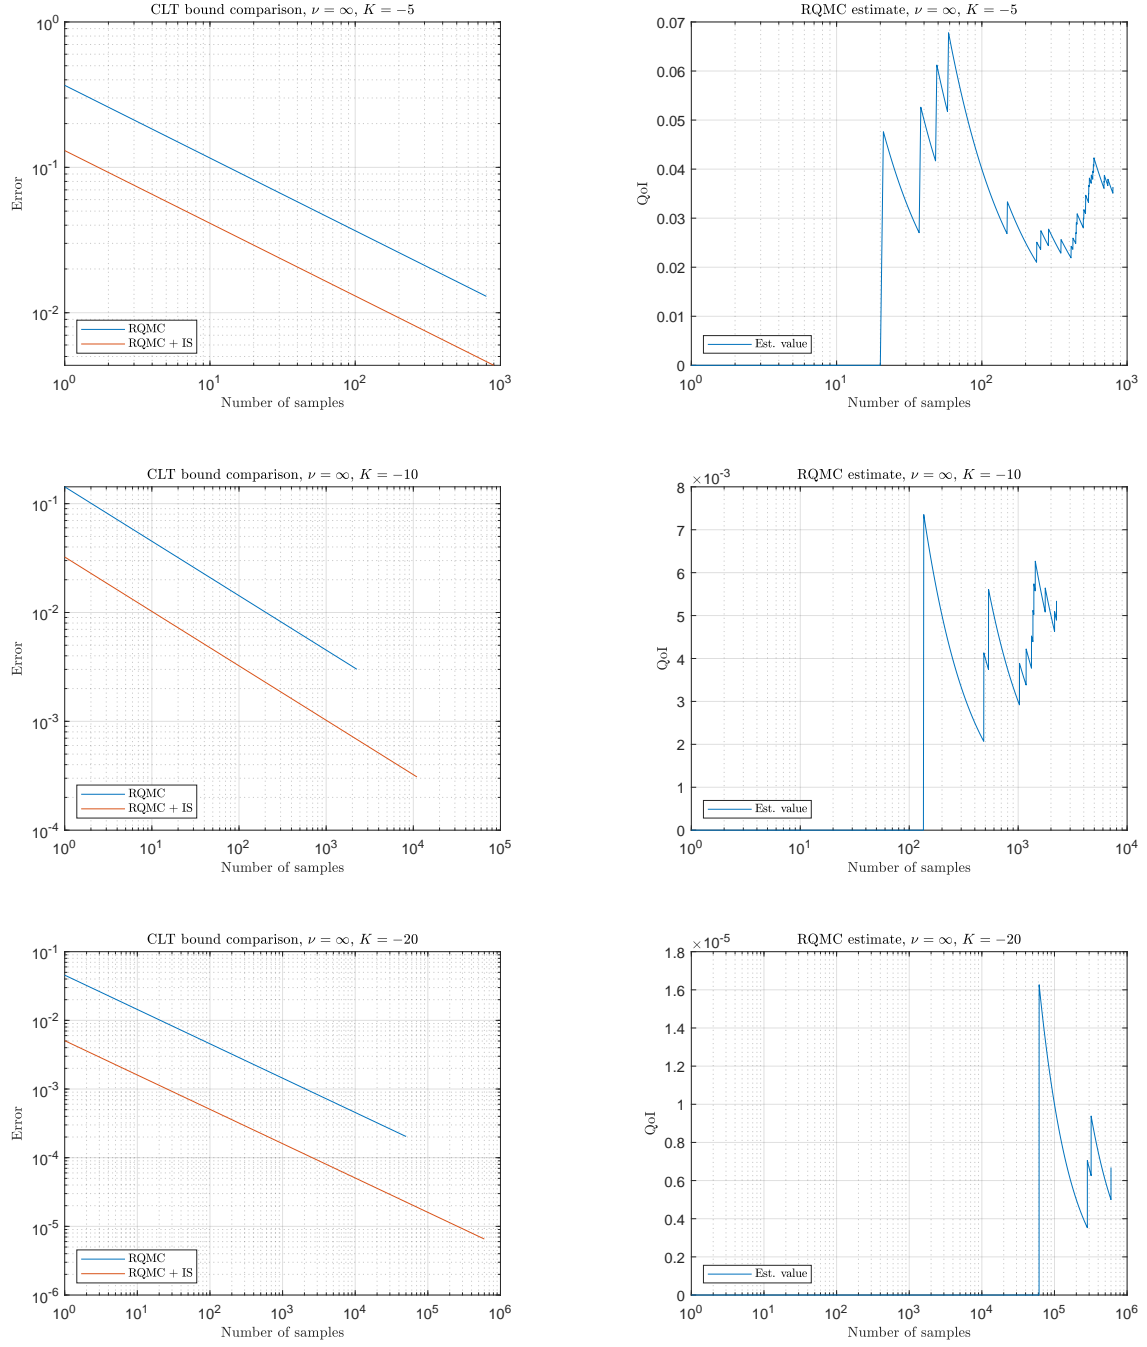 CLT bound comparison, ν = ∞, K = −5
10^0
10^-1
10^-2
Error
RQMC
RQMC + IS
10^0 10^1 10^2 10^3
Number of samples
RQMC estimate, ν = ∞, K = −5
0.07
0.06
0.05
0.04
0.03
0.02
0.01
0
QoI
Est. value
10^0 10^1 10^2 10^3
Number of samples
CLT bound comparison, ν = ∞, K = −10
10^-1
10^-2
10^-3
10^-4
Error
RQMC
RQMC + IS
10^0 10^1 10^2 10^3 10^4 10^5
Number of samples
RQMC estimate, ν = ∞, K = −10
×10^-3
8
7
6
5
4
3
2
1
0
QoI
Est. value
10^0 10^1 10^2 10^3 10^4
Number of samples
CLT bound comparison, ν = ∞, K = −20
10^-1
10^-2
10^-3
10^-4
10^-5
10^-6
Error
RQMC
RQMC + IS
10^0 10^1 10^2 10^3 10^4 10^5 10^6
Number of samples
RQMC estimate, ν = ∞, K = −20
×10^-5
1.8
1.6
1.4
1.2
1
0.8
0.6
0.4
0.2
0
QoI
Est. value
10^0 10^1 10^2 10^3 10^4 10^5 10^6
Number of samples